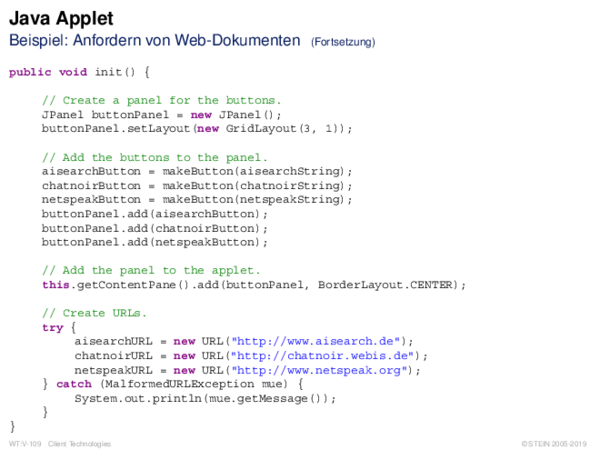 Java Applet
Beispiel: Anfordern von Web-Dokumenten (Fortsetzung)
public void init() {
// Create a panel for the buttons.
JPanel buttonPanel = new JPanel();
buttonPanel.setLayout(new GridLayout(3, 1));
// Add the buttons to the panel.
aisearchButton = makeButton(aisearchString);
chatnoirButton = makeButton(chatnoirString);
netspeakButton = makeButton(netspeakString);
buttonPanel.add(aisearchButton);
buttonPanel.add(chatnoirButton);
buttonPanel.add(netspeakButton);
// Add the panel to the applet.
this.getContentPane().add(buttonPanel, BorderLayout.CENTER);
// Create URLs.
try {
aisearchURL = new URL("http://www.aisearch.de");
chatnoirURL = new URL("http://chatnoir.webis.de");
netspeakURL = new URL("http://www.netspeak.org");
} catch (MalformedURLException mue) {
System.out.println(mue.getMessage());
}
}
WT:V-109 Client Technologies © STEIN 2005-2019